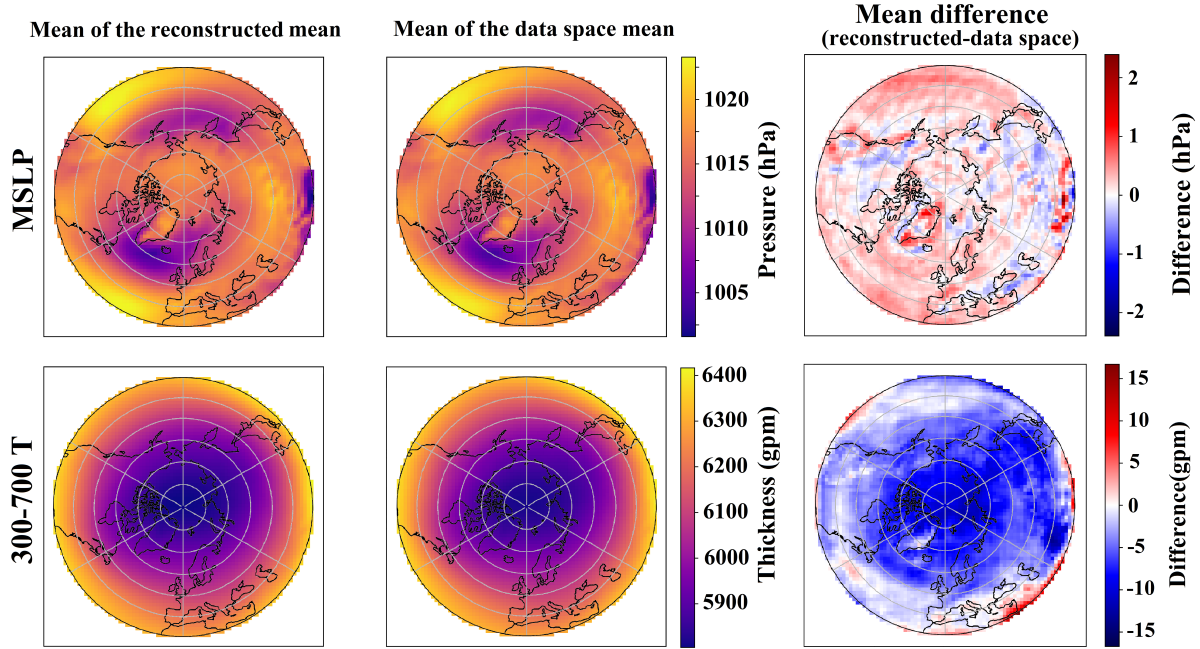 Mean of the reconstructed mean
Mean of the data space mean
Mean difference
(reconstructed-data space)
MSLP
1020
1015
1010
1005
Pressure (hPa)
2
1
0
-1
-2
Difference (hPa)
300-700 T
6400
6300
6200
6100
6000
5900
Thickness (gpm)
15
10
5
0
-5
-10
-15
Difference(gpm)